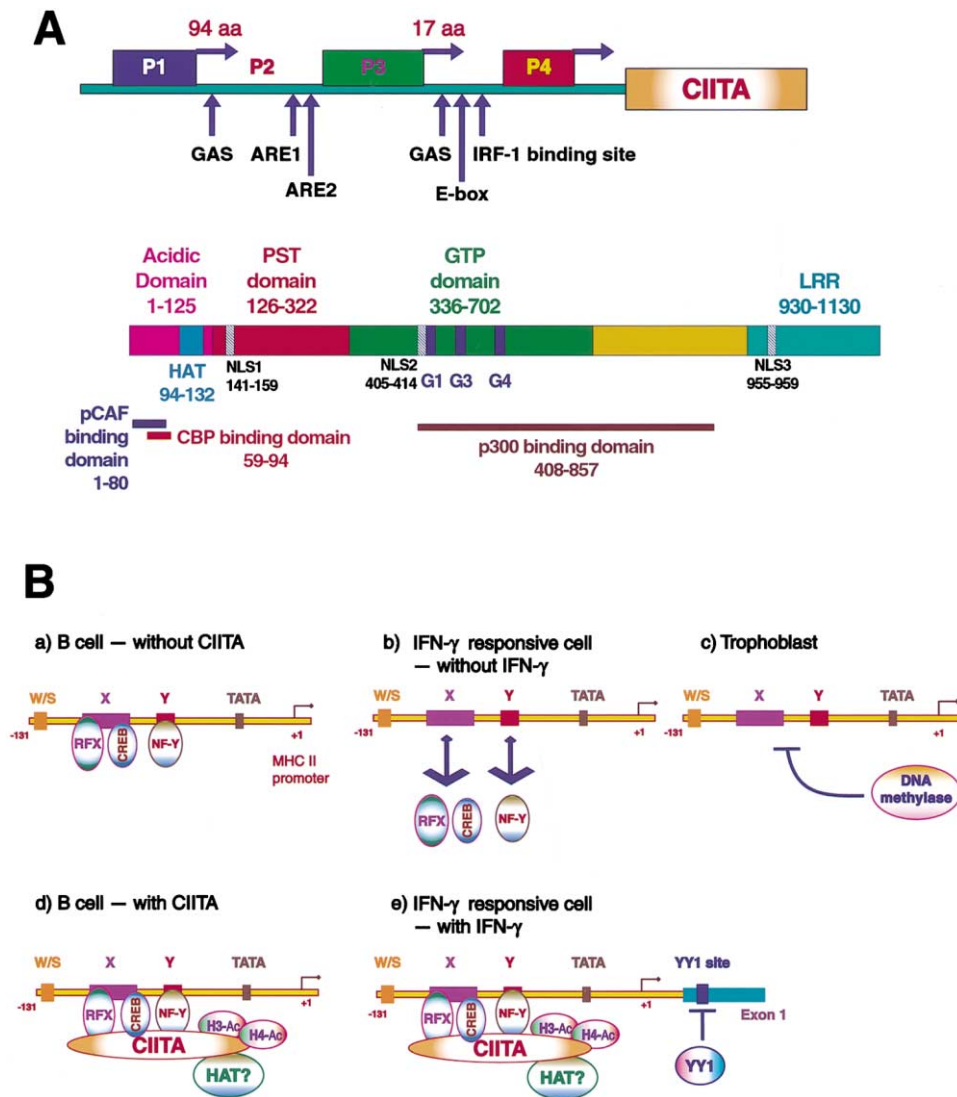 A
94 aa
17 aa
P1
P2
P3
P4
CIITA
GAS
ARE1
GAS
IRF-1 binding site
ARE2
E-box
Acidic
Domain
1-125
PST
domain
126-322
GTP
domain
336-702
LRR
930-1130
HAT
94-132
NLS1
141-159
NLS2
405-414
G1
G3
G4
NLS3
955-959
pCAF
binding
domain
1-80
CBP binding domain
59-94
p300 binding domain
408-857
B
a) B cell — without CIITA
W/S
X
Y
TATA
-131
+1
RFX
CREB
NF-Y
MHC II
promoter
b) IFN-γ responsive cell
— without IFN-γ
W/S
X
Y
TATA
-131
+1
RFX
CREB
NF-Y
c) Trophoblast
W/S
X
Y
TATA
-131
+1
DNA
methylase
d) B cell — with CIITA
W/S
X
Y
TATA
-131
+1
RFX
CREB
NF-Y
H3-Ac
H4-Ac
CIITA
HAT?
e) IFN-γ responsive cell
— with IFN-γ
W/S
X
Y
TATA
YY1 site
-131
+1
Exon 1
RFX
CREB
NF-Y
H3-Ac
H4-Ac
CIITA
HAT?
YY1